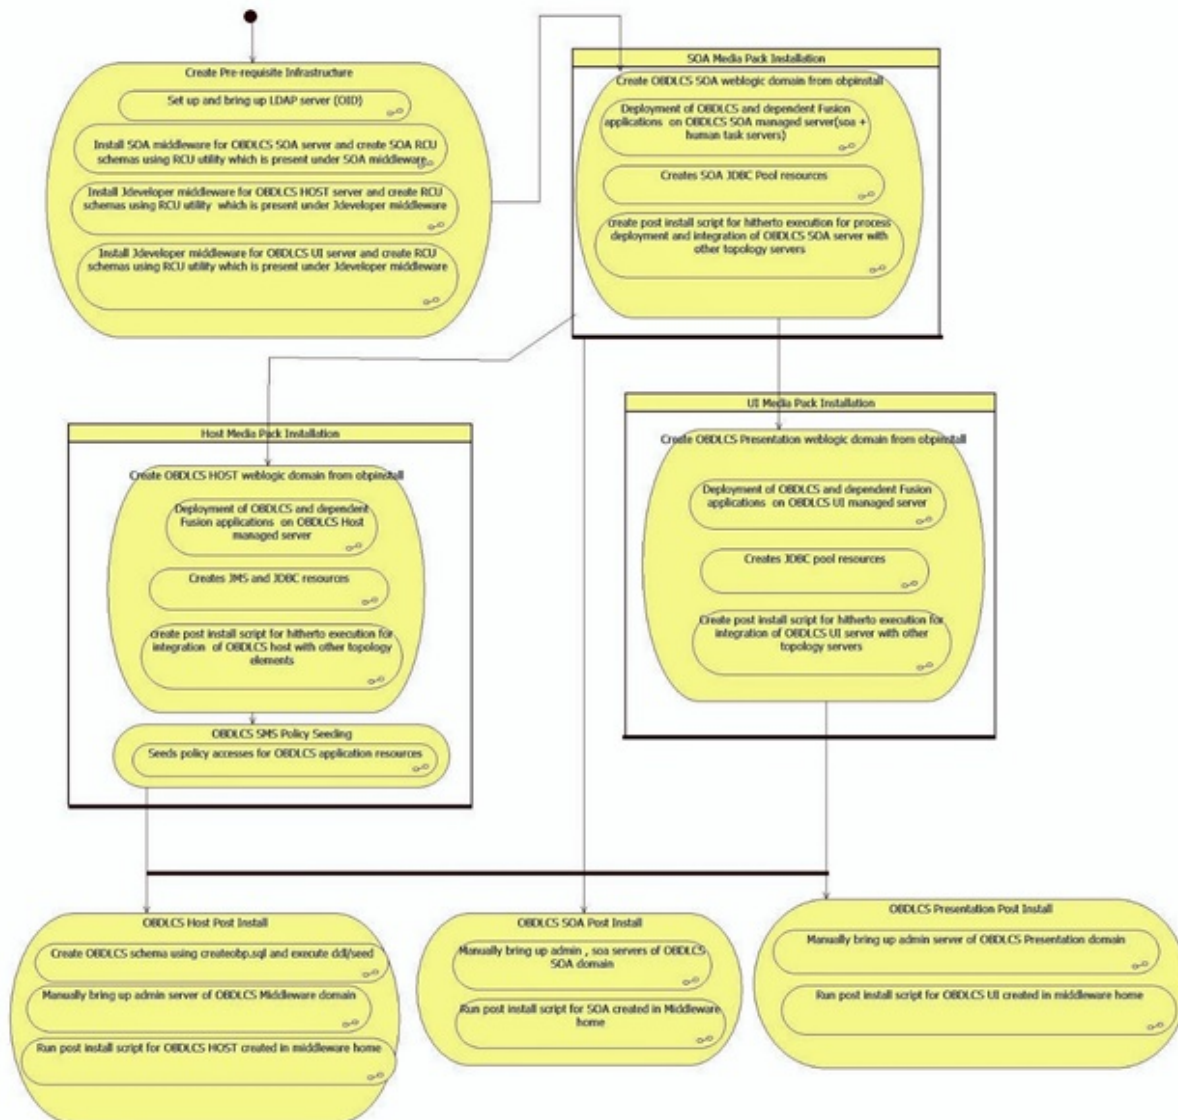 Create Pre-requisite Infrastructure
Set up and bring up LDAP server (OID)
Install SOA middleware for OBDLCS SOA server and create SOA RCU
schemas using RCU utility which is present under SOA middleware
Install Jdeveloper middleware for OBDLCS HOST server and create RCU
schemas using RCU utility which is present under Jdeveloper middleware
Install Jdeveloper middleware for OBDLCS UI server and create RCU
schemas using RCU utility which is present under Jdeveloper middleware
SOA Media Pack Installation
Create OBDLCS SOA weblogic domain from obpinstall
Deployment of OBDLCS and dependent Fusion
applications on OBDLCS SOA managed server(soa +
human task servers)
Creates SOA JDBC Pool resources
create post install script for hitherto execution for process
deployment and integration of OBDLCS SOA server with
other topology servers
Host Media Pack Installation
Create OBDLCS HOST weblogic domain from obpinstall
Deployment of OBDLCS and dependent
Fusion applications on OBDLCS Host
managed server
Creates JMS and JDBC resources
create post install script for hitherto execution for
integration of OBDLCS host with other topology
elements
OBDLCS SMS Policy Seeding
Seeds policy accesses for OBDLCS application resources
UI Media Pack Installation
Create OBDLCS Presentation weblogic domain from obpinstall
Deployment of OBDLCS and dependent Fusion
applications on OBDLCS UI managed server
Creates JDBC pool resources
Create post install script for hitherto execution for
integration of OBDLCS UI server with other
topology servers
OBDLCS Host Post Install
Create OBDLCS schema using createobp.sql and execute ddl/seed
Manually bring up admin server of OBDLCS Middleware domain
Run post install script for OBDLCS HOST created in middleware home
OBDLCS SOA Post Install
Manually bring up admin , soa servers of OBDLCS
SOA domain
Run post install script for SOA created in Middleware
home
OBDLCS Presentation Post Install
Manually bring up admin server of OBDLCS Presentation domain
Run post install script for OBDLCS UI created in middleware home